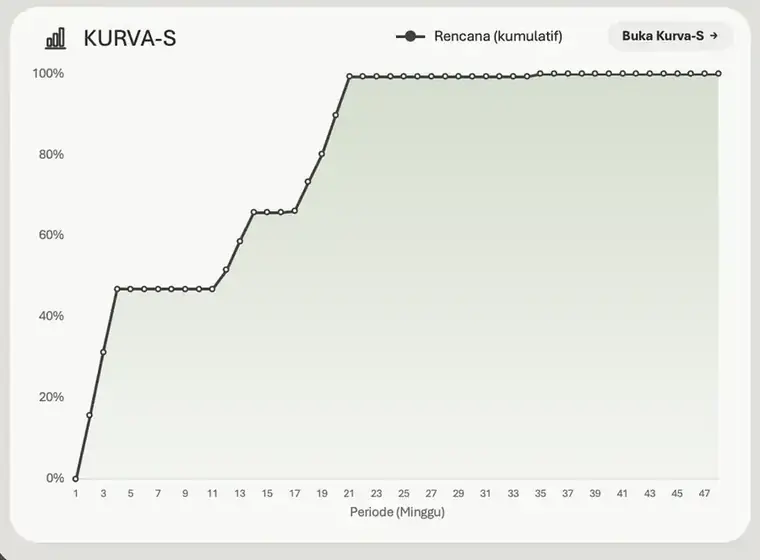 KURVA-S
Rencana (kumulatif)
Buka Kurva-S →
100%
80%
60%
40%
20%
0%
1 3 5 7 9 11 13 15 17 19 21 23 25 27 29 31 33 35 37 39 41 43 45 47
Periode (Minggu)